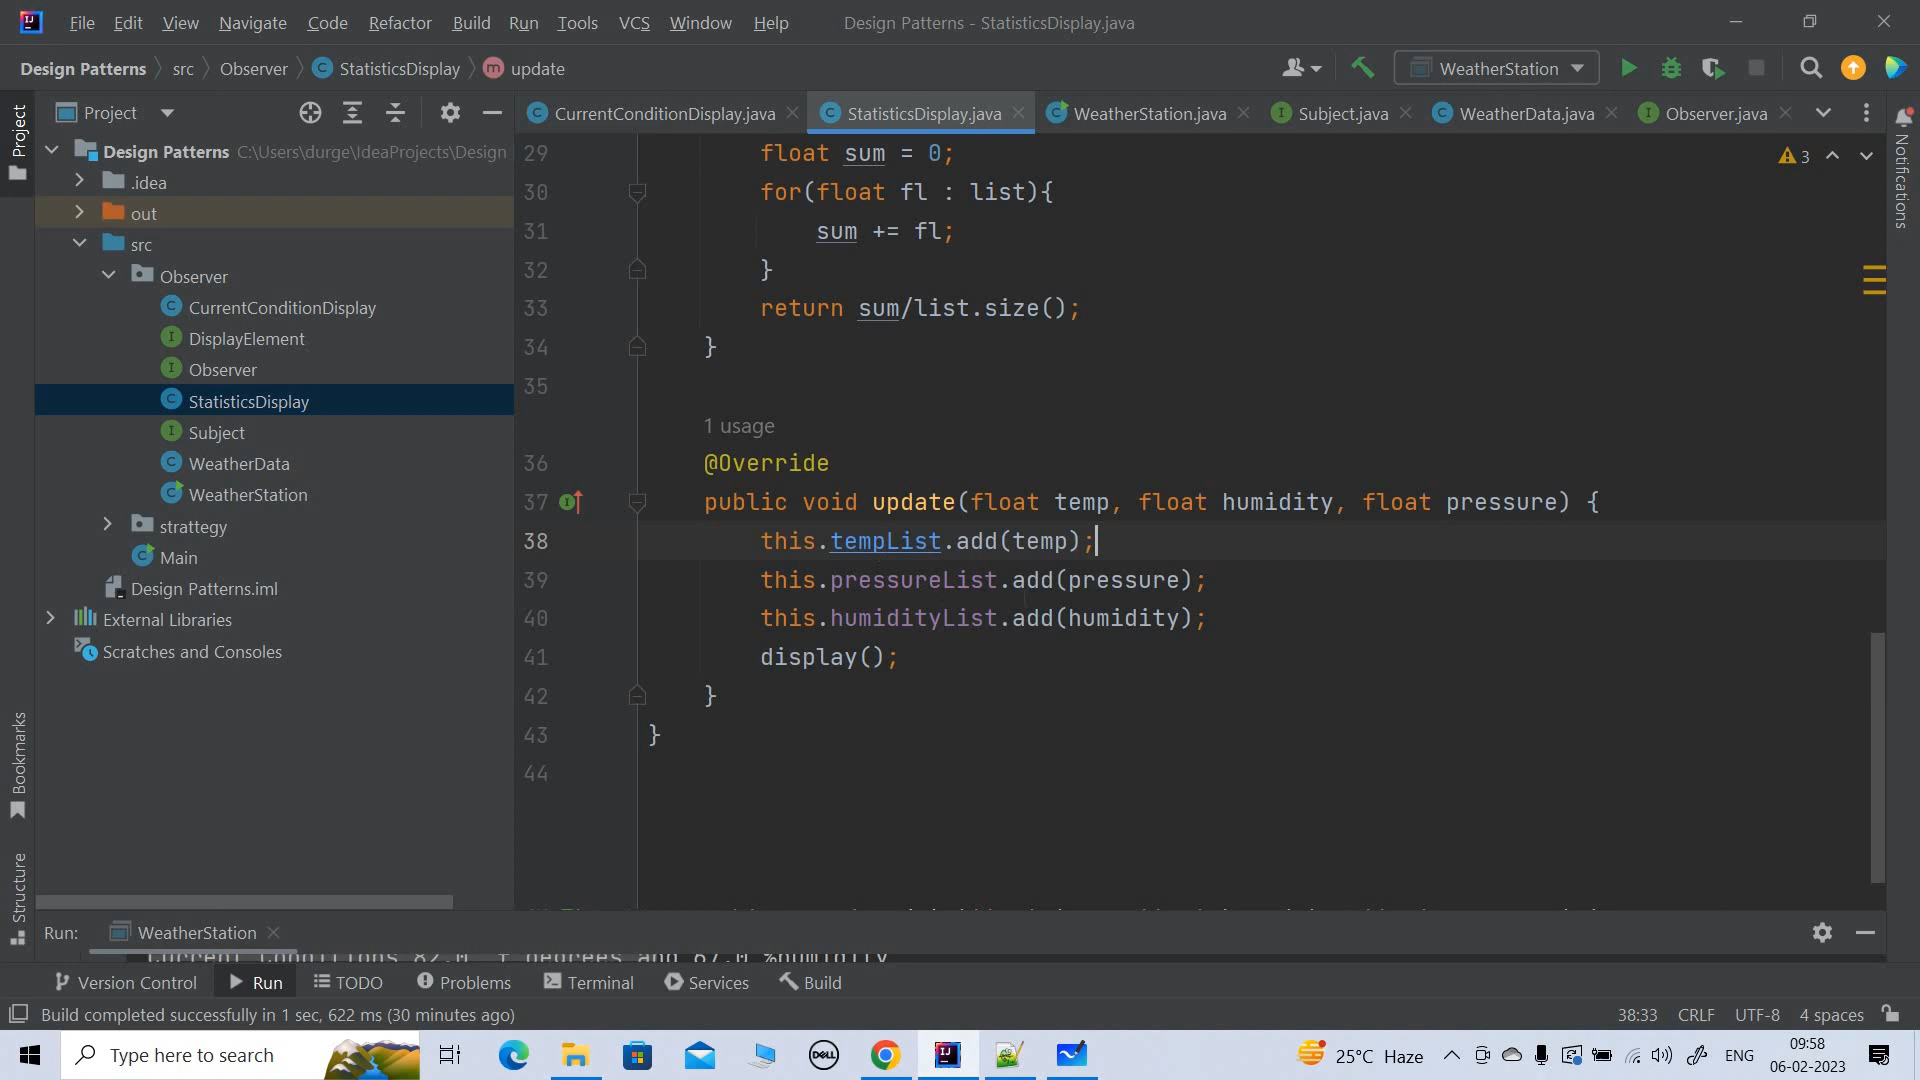 File Edit View Navigate Code Refactor Build Run Tools VCS Window Help Design Patterns - StatisticsDisplay.java
Design Patterns src Observer StatisticsDisplay update WeatherStation
Project
CurrentConditionDisplay.java StatisticsDisplay.java WeatherStation.java Subject.java WeatherData.java Observer.java
Project
Notifications
Bookmarks
Structure
Design Patterns C:\Users\durge\IdeaProjects\Design
.idea
out
src
Observer
CurrentConditionDisplay
DisplayElement
Observer
StatisticsDisplay
Subject
WeatherData
WeatherStation
strattegy
Main
Design Patterns.iml
External Libraries
Scratches and Consoles
3
29 float sum = 0;
30 for(float fl : list){
31 sum += fl;
32 }
33 return sum/list.size();
34 }
35
1 usage
36 @Override
37 public void update(float temp, float humidity, float pressure) {
38 this.tempList.add(temp);
39 this.pressureList.add(pressure);
40 this.humidityList.add(humidity);
41 display();
42 }
43 }
44
Run: WeatherStation
Version Control Run TODO Problems Terminal Services Build
Build completed successfully in 1 sec, 622 ms (30 minutes ago) 38:33 CRLF UTF-8 4 spaces
Type here to search DELL 25°C Haze ENG 09:58
06-02-2023